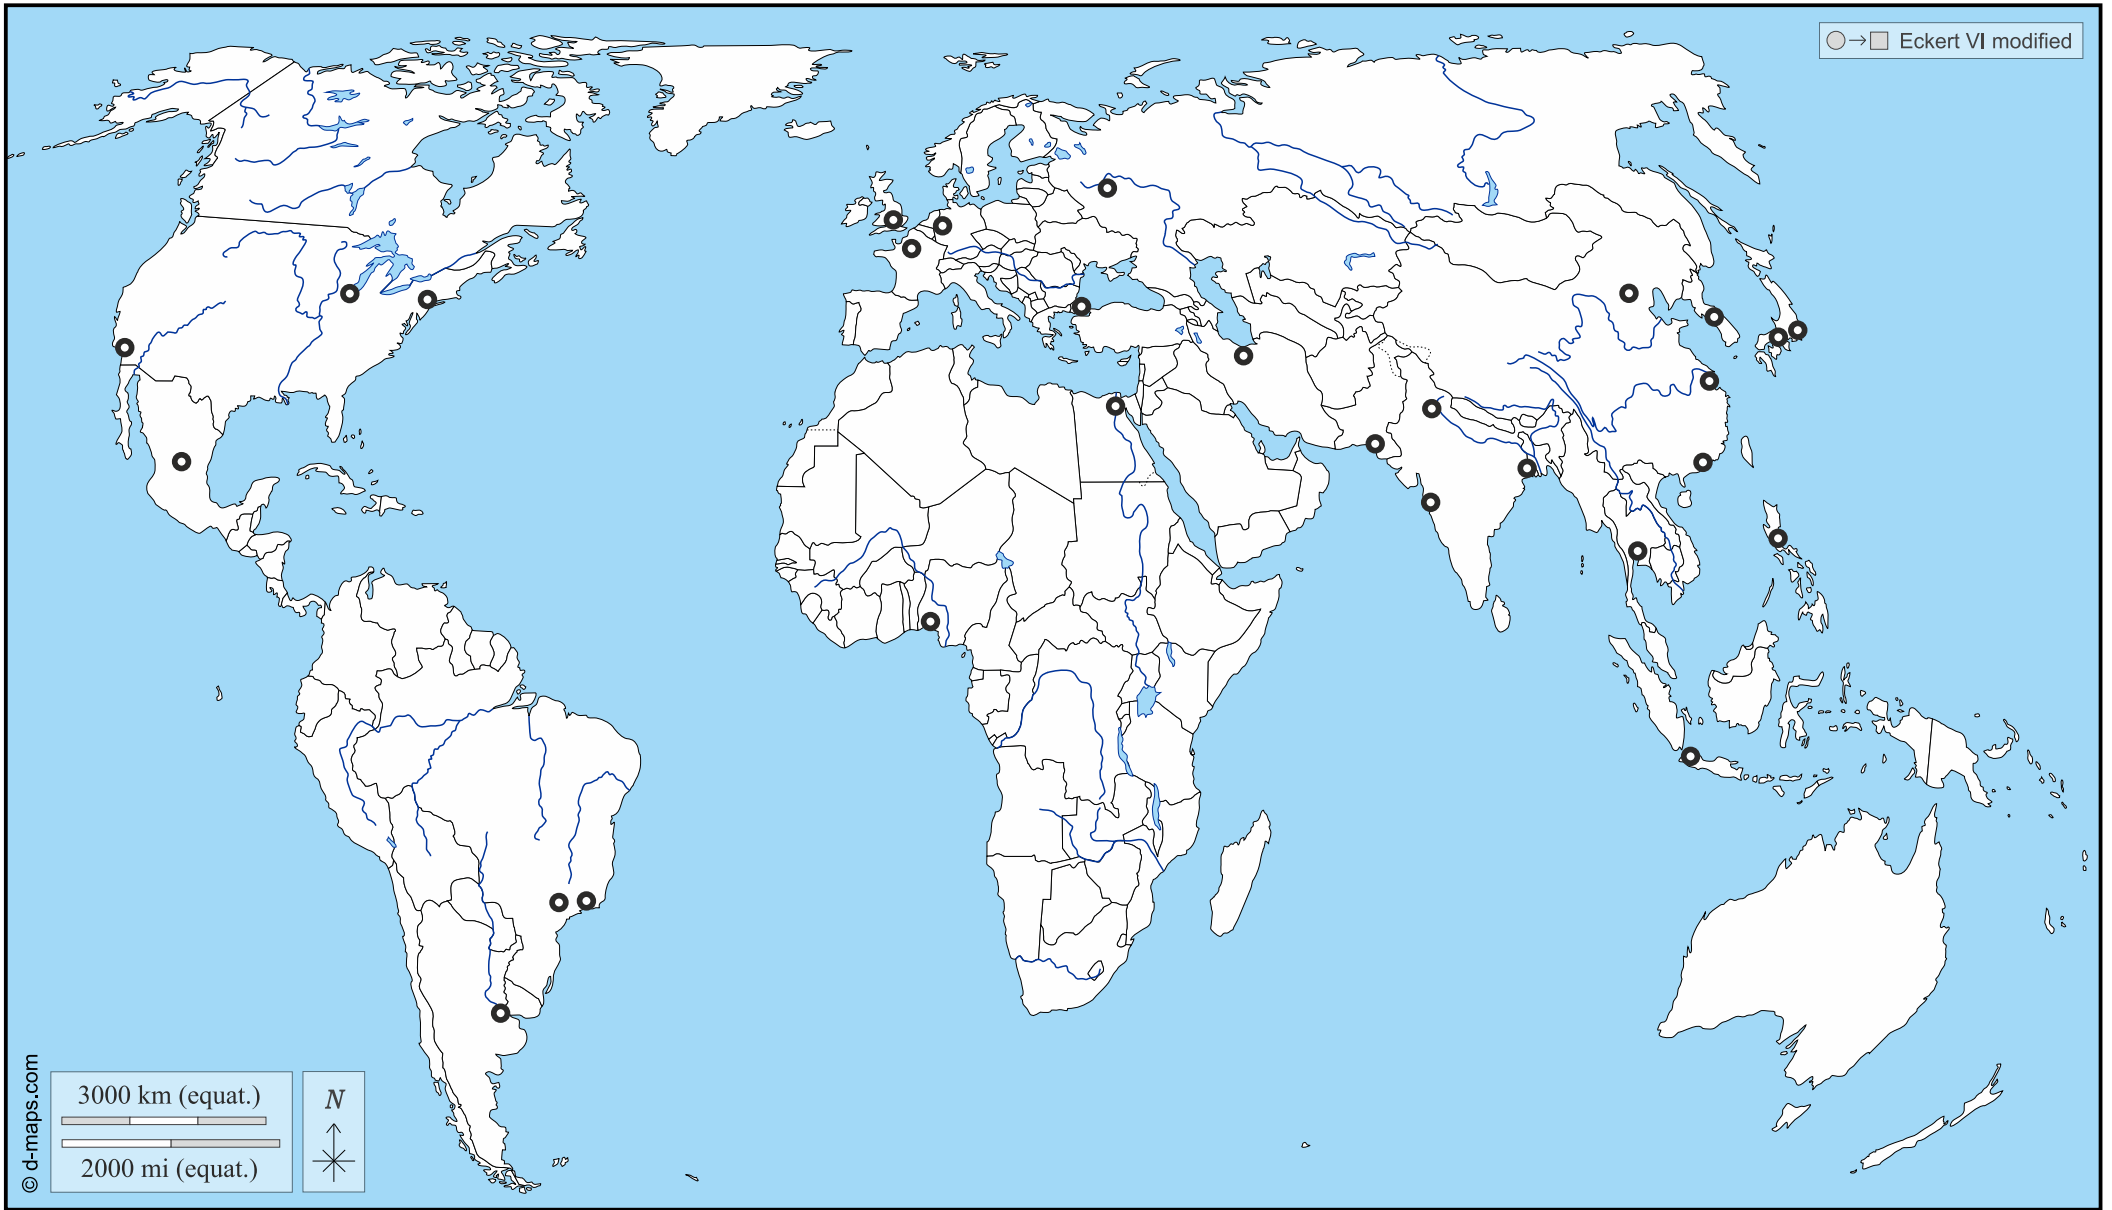 Eckert VI modified
3000 km (equat.)
2000 mi (equat.)
N
© d-maps.com